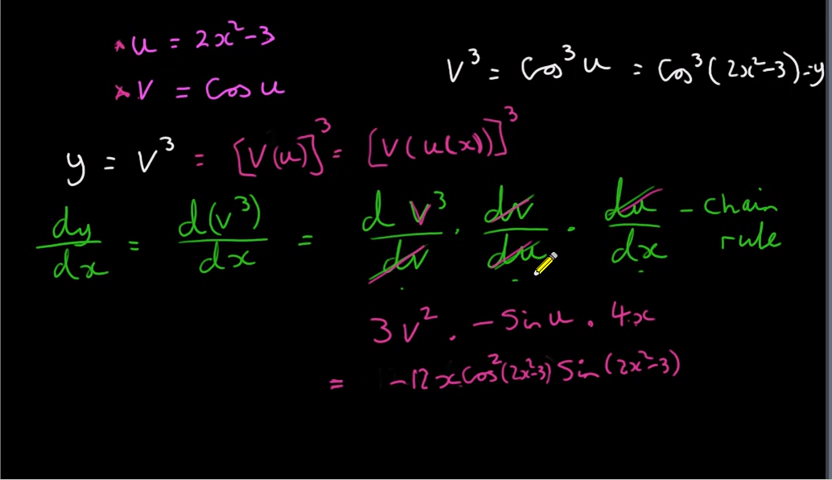 * u = 2x² - 3
* v = Cos u
v³ = Cos³ u = Cos³(2x²-3) = y
y = v³ = [v(u)]³ = [v(u(x))]³
dy/dx = d(v³)/dx = d v³/dv · dv/du · du/dx - chain rule
3v² . - Sin u . 4x
= -12x Cos²(2x²-3) Sin(2x²-3)